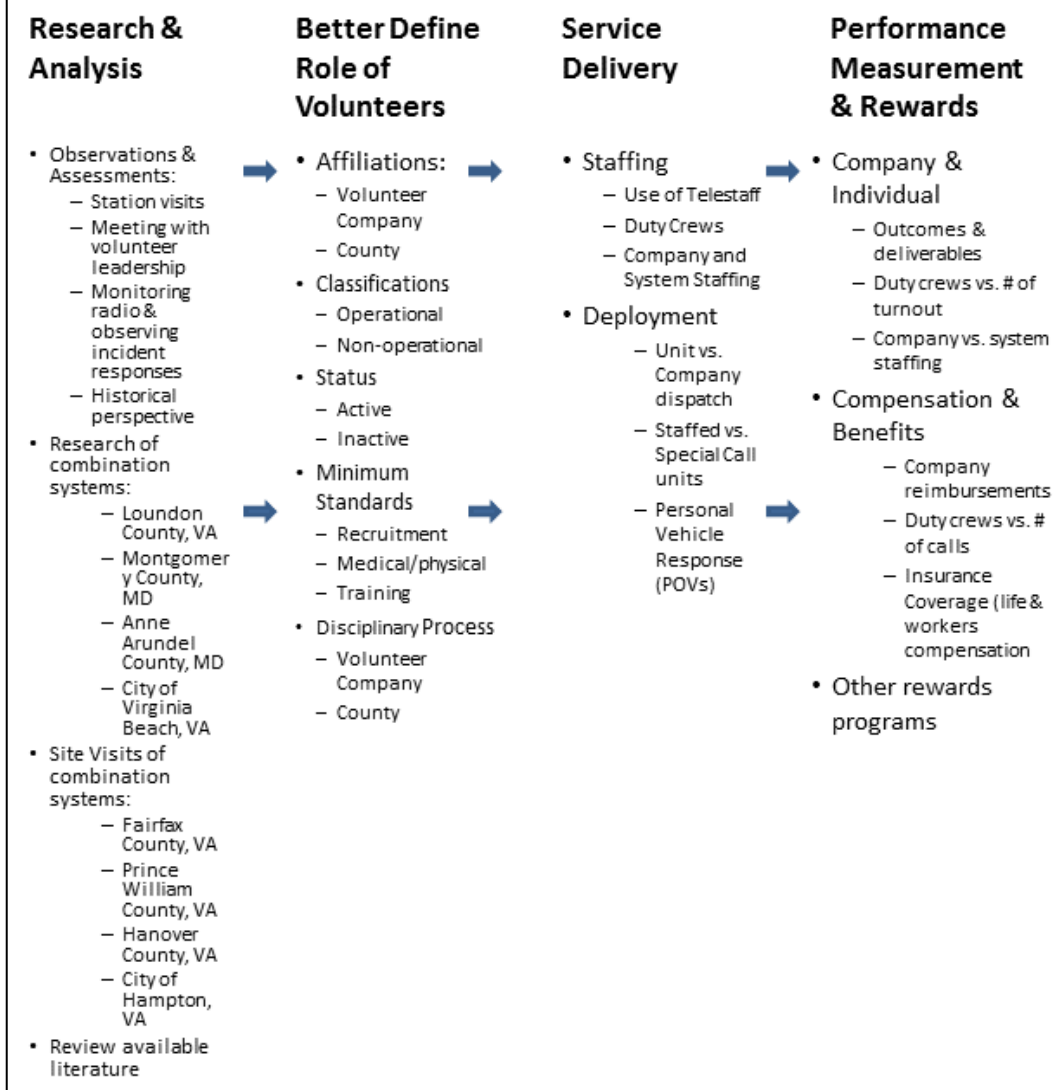 Research &
Analysis
• Observations &
Assessments:
– Station visits
– Meeting with
volunteer
leadership
– Monitoring
radio &
observing
incident
responses
– Historical
perspective
• Research of
combination
systems:
– Loundon
County, VA
– Montgomer
y County,
MD
– Anne
Arundel
County, MD
– City of
Virginia
Beach, VA
• Site Visits of
combination
systems:
– Fairfax
County, VA
– Prince
William
County, VA
– Hanover
County, VA
– City of
Hampton,
VA
• Review available
literature
Better Define
Role of
Volunteers
• Affiliations:
– Volunteer
Company
– County
• Classifications
– Operational
– Non-operational
• Status
– Active
– Inactive
• Minimum
Standards
– Recruitment
– Medical/physical
– Training
• Disciplinary Process
– Volunteer
Company
– County
Service
Delivery
• Staffing
– Use of Telestaff
– Duty Crews
– Company and
System Staffing
• Deployment
– Unit vs.
Company
dispatch
– Staffed vs.
Special Call
units
– Personal
Vehicle
Response
(POVs)
Performance
Measurement
& Rewards
• Company &
Individual
– Outcomes &
deliverables
– Duty crews vs. # of
turnout
– Company vs. system
staffing
• Compensation &
Benefits
– Company
reimbursements
– Duty crews vs. #
of calls
– Insurance
Coverage (life &
workers
compensation
• Other rewards
programs